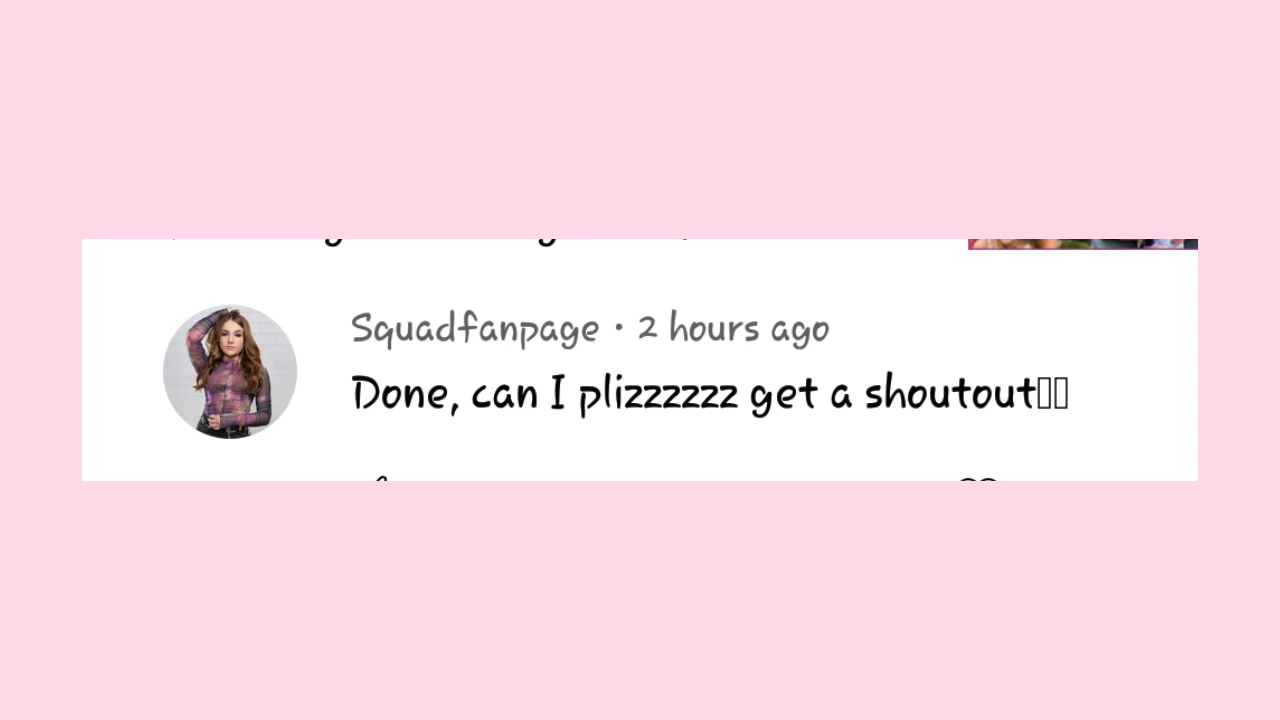 Squadfanpage • 2 hours ago
Done, can I plizzzzzz get a shoutout▯▯